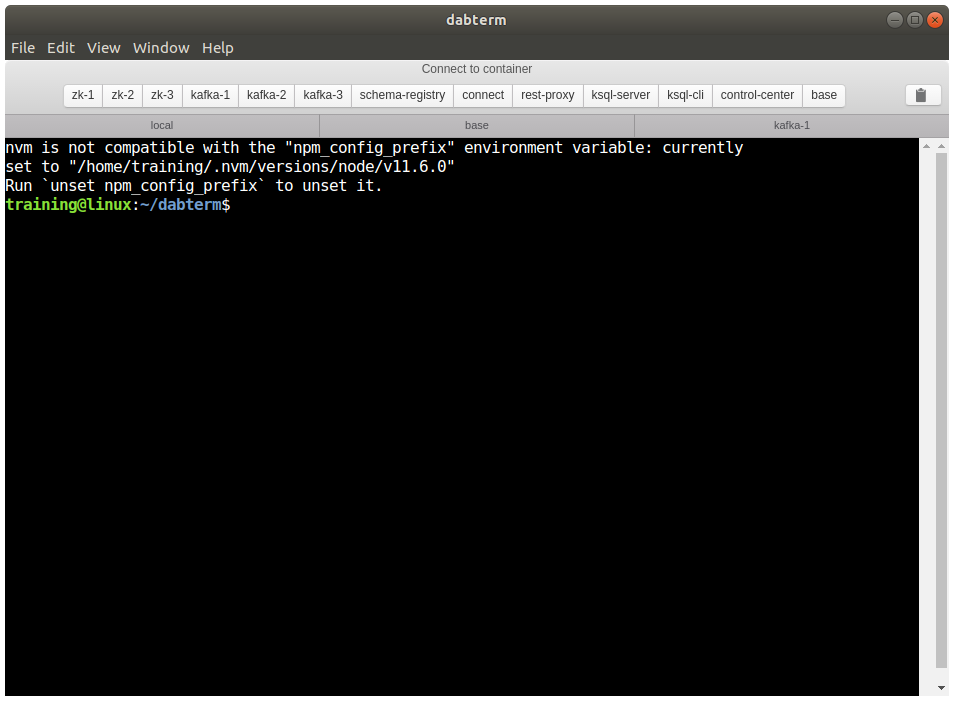 dabterm
File Edit View Window Help
Connect to container
zk-1 zk-2 zk-3 kafka-1 kafka-2 kafka-3 schema-registry connect rest-proxy ksql-server ksql-cli control-center base
local base kafka-1
nvm is not compatible with the "npm_config_prefix" environment variable: currently
set to "/home/training/.nvm/versions/node/v11.6.0"
Run `unset npm_config_prefix` to unset it.
training@linux:~/dabterm$